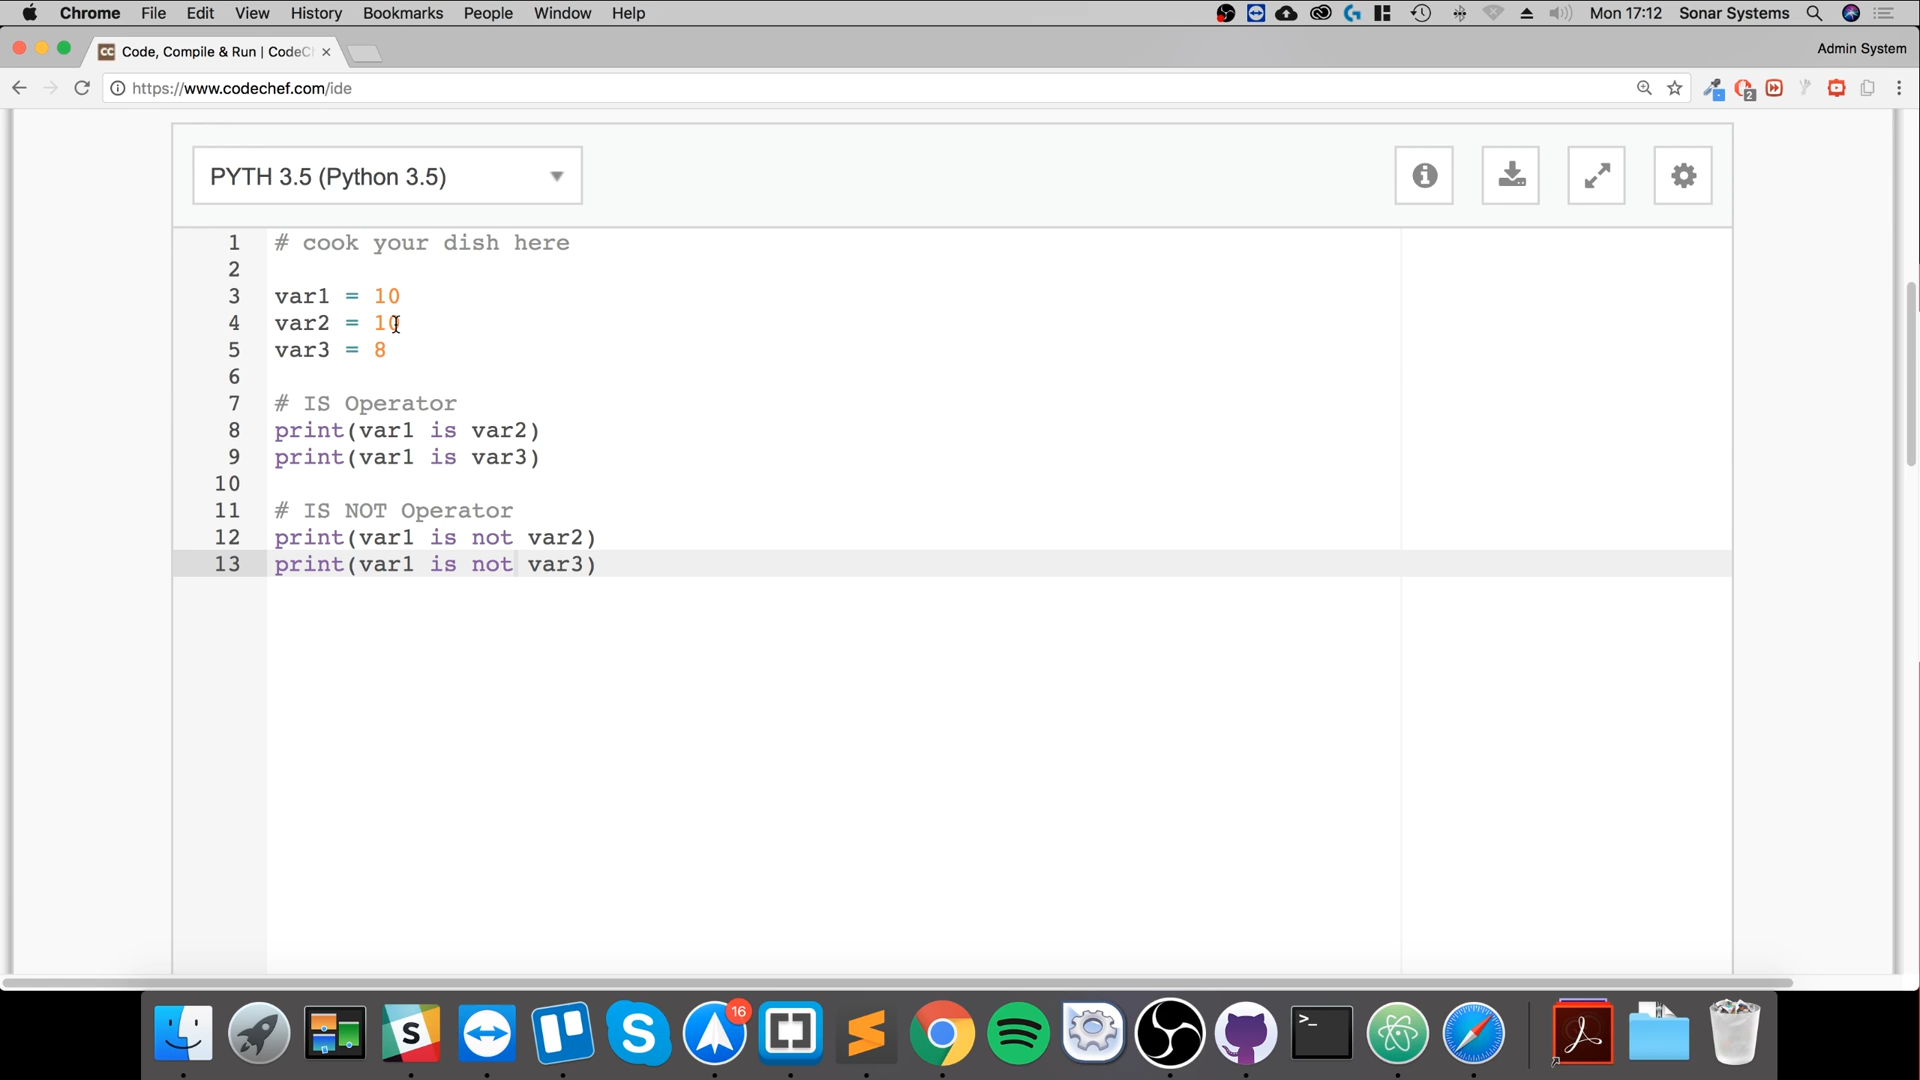 Chrome File Edit View History Bookmarks People Window Help Mon 17:12 Sonar Systems
CC Code, Compile & Run | CodeC Admin System
https://www.codechef.com/ide 2
PYTH 3.5 (Python 3.5)
1 # cook your dish here
2
3 var1 = 10
4 var2 = 10
5 var3 = 8
6
7 # IS Operator
8 print(var1 is var2)
9 print(var1 is var3)
10
11 # IS NOT Operator
12 print(var1 is not var2)
13 print(var1 is not var3)
16